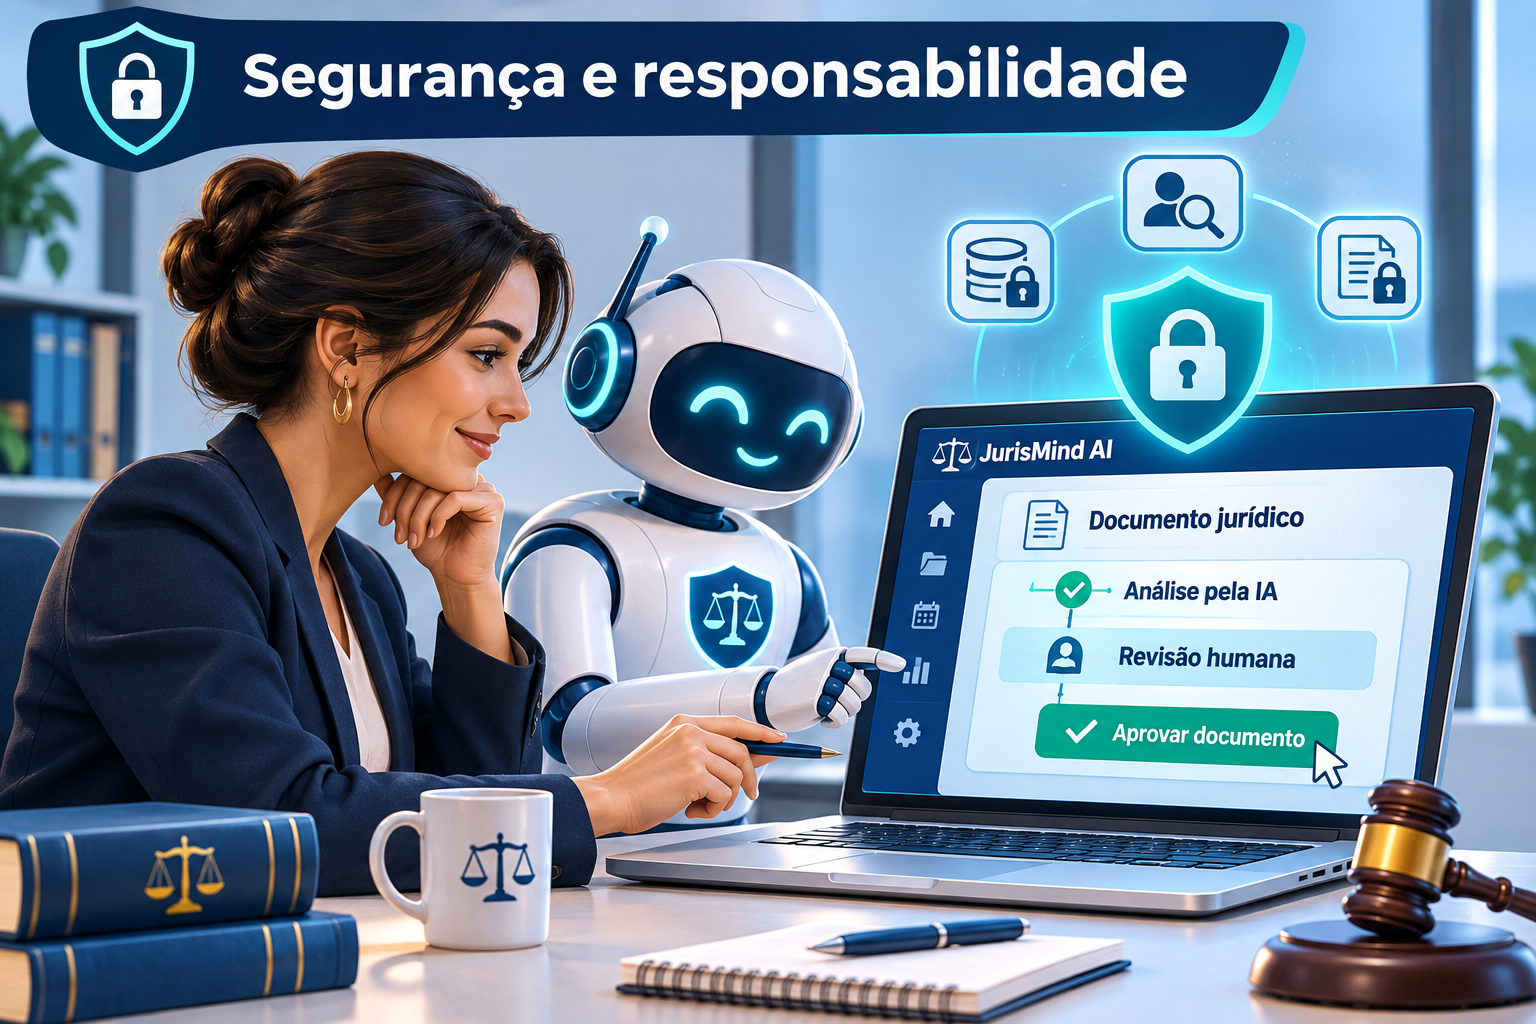 Segurança e responsabilidade
JurisMind AI
Documento jurídico
Análise pela IA
Revisão humana
Aprovar documento